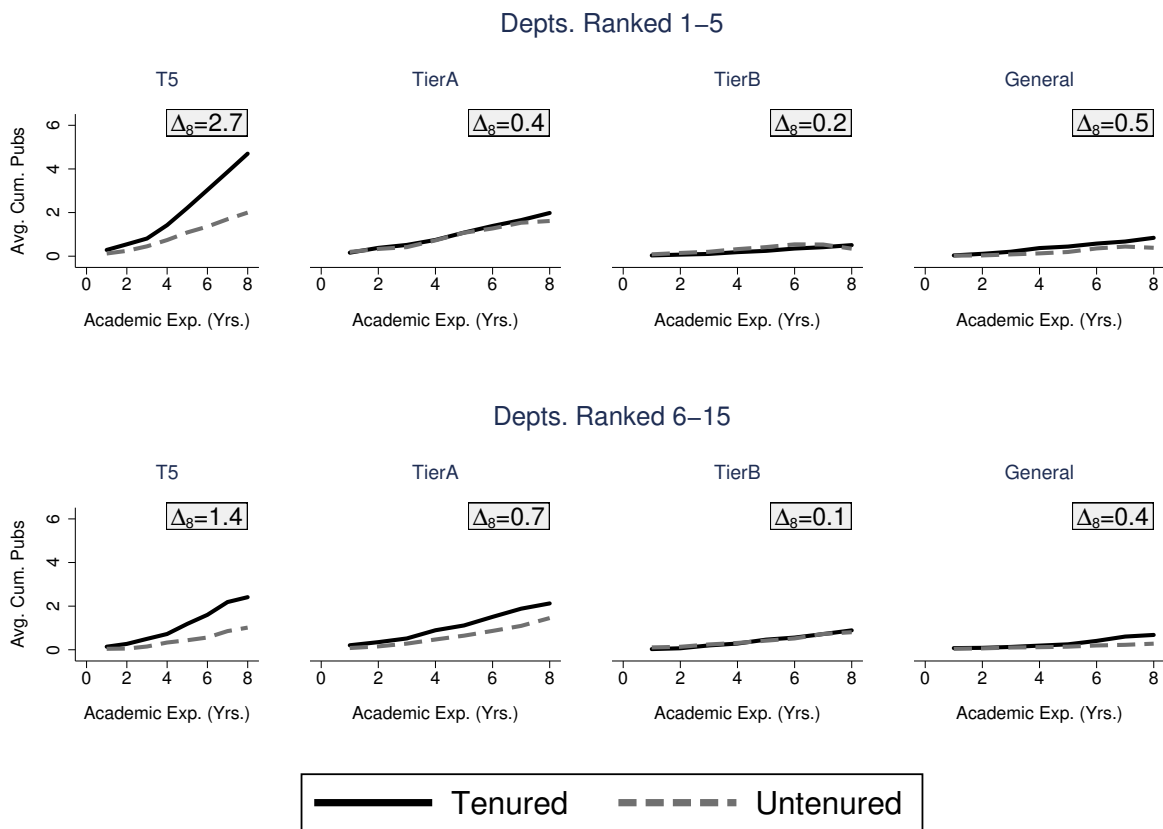 Depts. Ranked 1−5
T5 TierA TierB General
Δ8=2.7 Δ8=0.4 Δ8=0.2 Δ8=0.5
Avg. Cum. Pubs
6
4
2
0
0 2 4 6 8 0 2 4 6 8 0 2 4 6 8 0 2 4 6 8
Academic Exp. (Yrs.) Academic Exp. (Yrs.) Academic Exp. (Yrs.) Academic Exp. (Yrs.)
Depts. Ranked 6−15
T5 TierA TierB General
Δ8=1.4 Δ8=0.7 Δ8=0.1 Δ8=0.4
Avg. Cum. Pubs
6
4
2
0
0 2 4 6 8 0 2 4 6 8 0 2 4 6 8 0 2 4 6 8
Academic Exp. (Yrs.) Academic Exp. (Yrs.) Academic Exp. (Yrs.) Academic Exp. (Yrs.)
Tenured Untenured